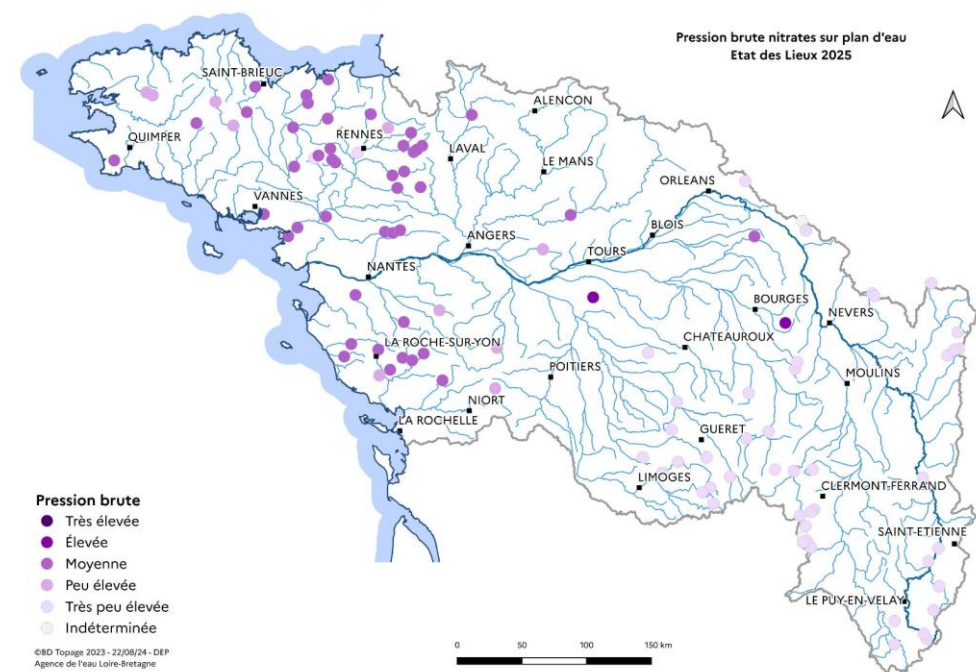 Pression brute nitrates sur plan d'eau
Etat des Lieux 2025
SAINT-BRIEUC
ALENCON
QUIMPER
RENNES
LAVAL
LE MANS
ORLEANS
VANNES
BLOIS
ANGERS
TOURS
NANTES
BOURGES
NEVERS
LA ROCHE-SUR-YON
CHATEAUROUX
POITIERS
MOULINS
NIORT
LA ROCHELLE
GUERET
LIMOGES
CLERMONT-FERRAND
SAINT-ETIENNE
LE PUY-EN-VELAY
Pression brute
Très élevée
Élevée
Moyenne
Peu élevée
Très peu élevée
Indéterminée
©BD Topage 2023 - 22/08/24 - DEP
Agence de l'eau Loire-Bretagne
0 50 100 150 km